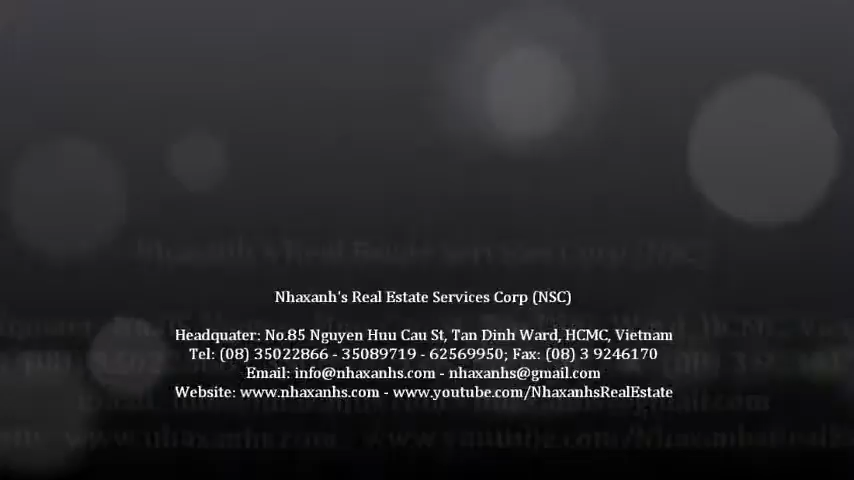 Nhaxanh's Real Estate Services Corp (NSC)
Headquater: No.85 Nguyen Huu Cau St, Tan Dinh Ward, HCMC, Vietnam
Tel: (08) 35022866 - 35089719 - 62569950; Fax: (08) 3 9246170
Email: info@nhaxanhs.com - nhaxanhs@gmail.com
Website: www.nhaxanhs.com - www.youtube.com/NhaxanhsRealEstate